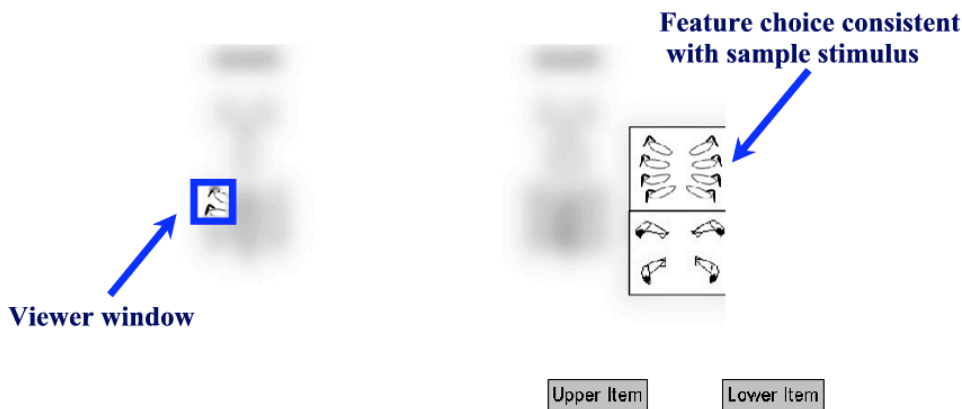 Feature choice consistent
with sample stimulus
Viewer window
Upper Item
Lower Item